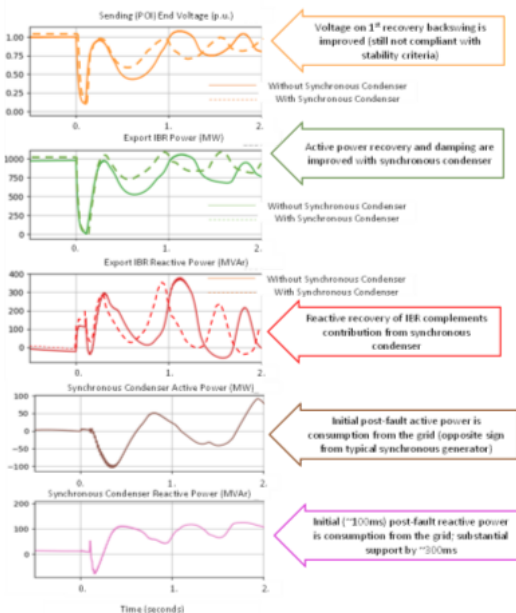 Sending (POI) End Voltage (p.u.)
1.00
0.75
0.50
0.25
0.00
0.
1.
2.
Without Synchronous Condenser
With Synchronous Condenser
Voltage on 1st recovery backswing is
improved (still not compliant with
stability criteria)
Export IBR Power (MW)
1000
750
500
250
0
0.
1.
2.
Without Synchronous Condenser
With Synchronous Condenser
Active power recovery and damping are
improved with synchronous condenser
Export IBR Reactive Power (MVAr)
400
300
200
100
0
0.
1.
2.
Without Synchronous Condenser
With Synchronous Condenser
Reactive recovery of IBR complements
contribution from synchronous
condenser
Synchronous Condenser Active Power (MW)
100
50
0
-50
-100
0.
1.
2.
Initial post-fault active power is
consumption from the grid (opposite sign
from typical synchronous generator)
Synchronous Condenser Reactive Power (MVAr)
200
100
0
0.
1.
2.
Initial (~100ms) post-fault reactive power
is consumption from the grid; substantial
support by ~300ms
Time (seconds)